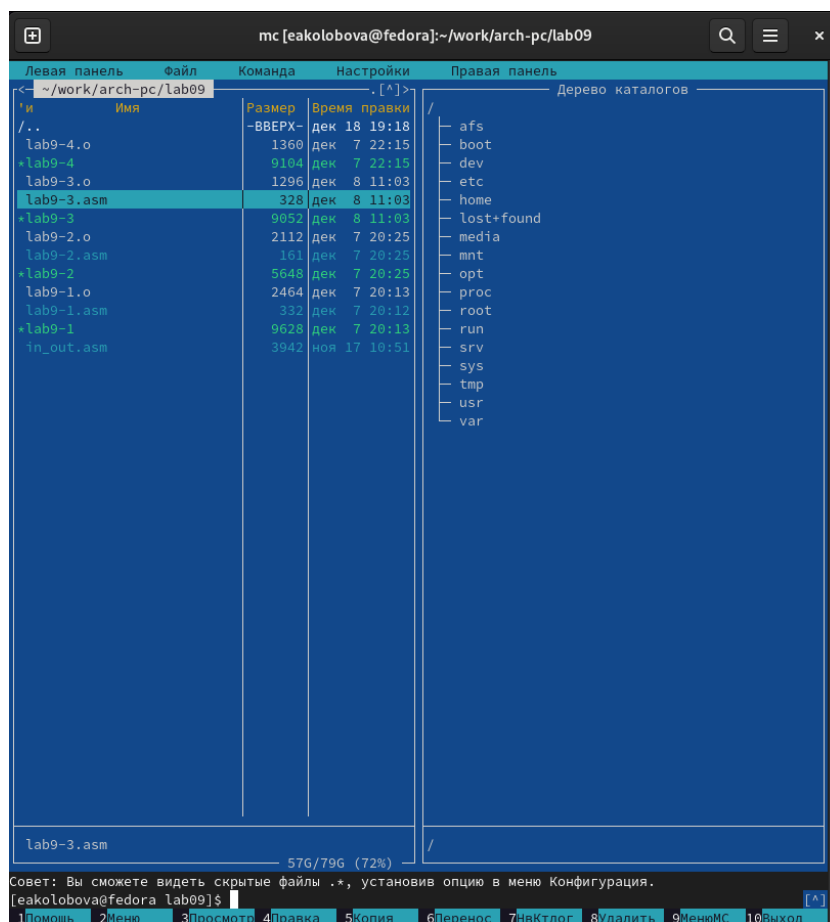 mc [eakolobova@fedora]:~/work/arch-pc/lab09
Левая панель Файл Команда Настройки Правая панель
<- ~/work/arch-pc/lab09 .[^]> Дерево каталогов
'и Имя Размер Время правки /
/.. -ВВЕРХ- дек 18 19:18 afs
lab9-4.o 1360 дек 7 22:15 boot
*lab9-4 9104 дек 7 22:15 dev
lab9-3.o 1296 дек 8 11:03 etc
lab9-3.asm 328 дек 8 11:03 home
*lab9-3 9052 дек 8 11:03 lost+found
lab9-2.o 2112 дек 7 20:25 media
lab9-2.asm 161 дек 7 20:25 mnt
*lab9-2 5648 дек 7 20:25 opt
lab9-1.o 2464 дек 7 20:13 proc
lab9-1.asm 332 дек 7 20:12 root
*lab9-1 9628 дек 7 20:13 run
in_out.asm 3942 ноя 17 10:51 srv
sys
tmp
usr
var
lab9-3.asm /
57G/79G (72%)
Совет: Вы сможете видеть скрытые файлы .*, установив опцию в меню Конфигурация.
[eakolobova@fedora lab09]$ [^]
1Помощь 2Меню 3Просмотр 4Правка 5Копия 6Перенос 7НвКтлог 8Удалить 9МенюMC 10Выход